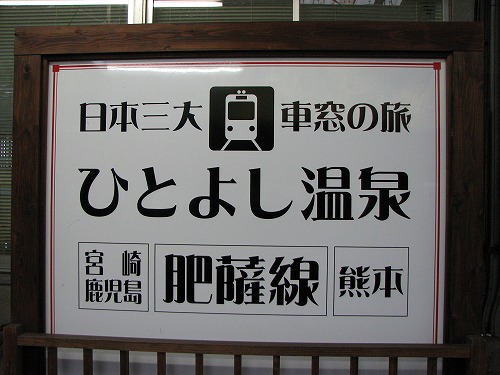 日本三大 車窓の旅
ひとよし温泉
宮崎
鹿児島
肥薩線
熊本